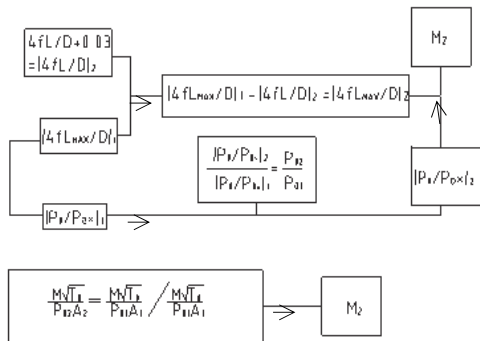 4fL/D+0.03
=|4fL/D|₂
M₂
|4fLMAX/D|₁ - |4fL/D|₂ = |4fLMAX/D|₂
|4fLMAX/D|₁
|P₀/P₀*|₂ / |P₀/P₀*|₁ = P₀₂/P₀₁
|P₀/P₀*|₂
|P₀/P₀*|₁
M√T₀/P₀₂A₂ = M√T₀/P₀₁A₁ / M√T₀/P₀₁A₁
M₂